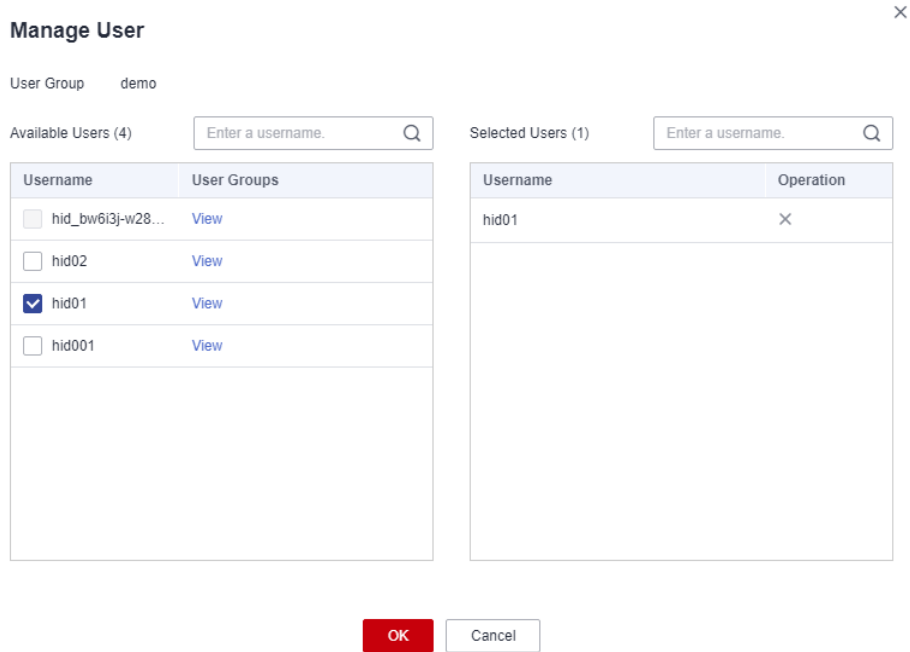 Manage User
User Group demo
Available Users (4) Enter a username.
Username User Groups
hid_bw6i3j-w28... View
hid02 View
hid01 View
hid001 View
Selected Users (1) Enter a username.
Username Operation
hid01
OK Cancel